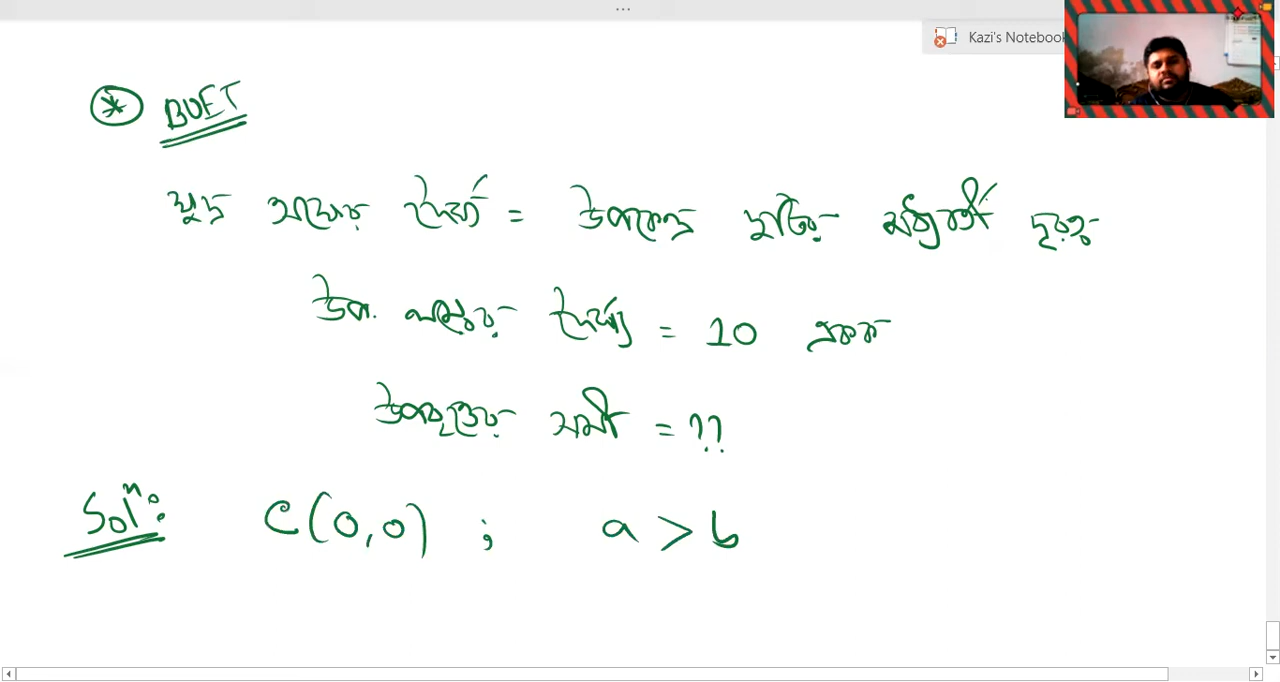 Kazi's Notebook
BUET
ক্ষুদ্র অক্ষের দৈর্ঘ্য = উপকেন্দ্র দুটির মধ্যবর্তী দূরত্ব
উপ. লম্বের দৈর্ঘ্য = 10 একক
উপবৃত্তের সমী = ??
Solⁿ: C(0,0) ; a > b